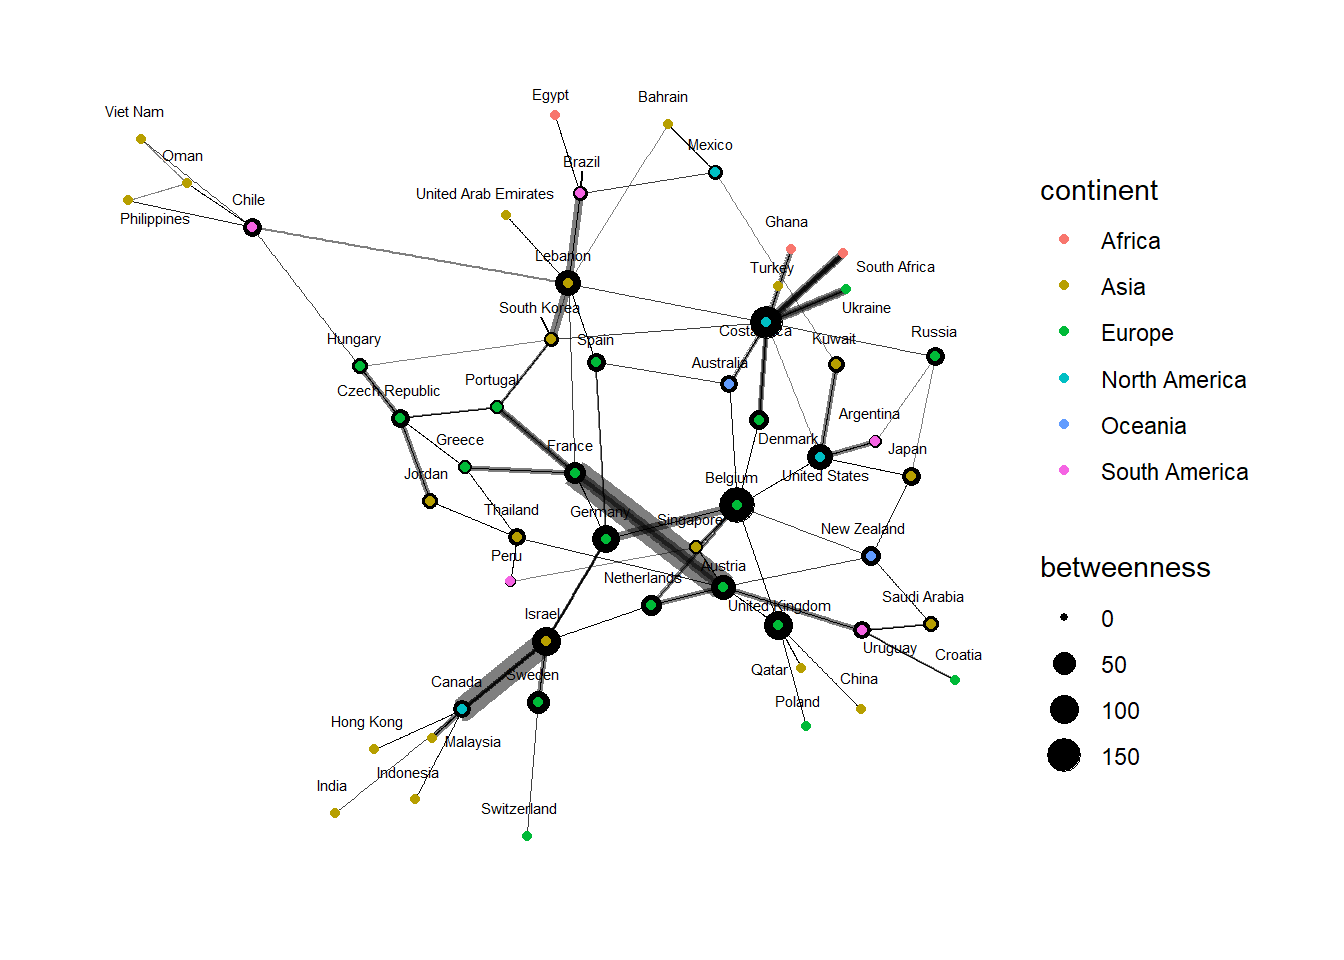 Egypt
Bahrain
Viet Nam
Mexico
Oman
Brazil
United Arab Emirates
Chile
Philippines
Ghana
Lebanon
Turkey
South Africa
South Korea
Ukraine
Costa Rica
Hungary
Spain
Kuwait
Russia
Australia
Portugal
Czech Republic
Argentina
Greece
France
Denmark
Japan
Jordan
Belgium
United States
Thailand
Germany
Singapore
New Zealand
Peru
Austria
Netherlands
United Kingdom
Saudi Arabia
Israel
Uruguay
Croatia
Sweden
Qatar
Canada
China
Poland
Hong Kong
Malaysia
Indonesia
India
Switzerland
continent
Africa
Asia
Europe
North America
Oceania
South America
betweenness
0
50
100
150